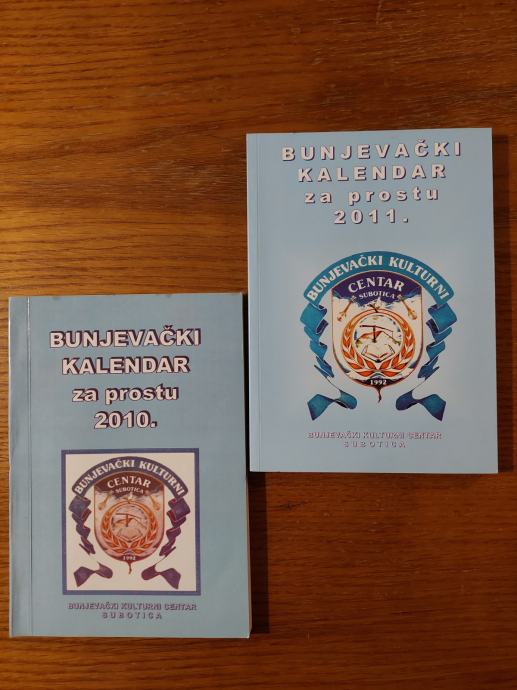 BUNJEVAČKI
KALENDAR
za prostu
2011.
BUNJEVAČKI KULTURNI
CENTAR
SUBOTICA
1992
BUNJEVAČKI KULTURNI CENTAR
SUBOTICA
BUNJEVAČKI
KALENDAR
za prostu
2010.
BUNJEVAČKI KULTURNI
CENTAR
SUBOTICA
1992
BUNJEVAČKI KULTURNI CENTAR
SUBOTICA